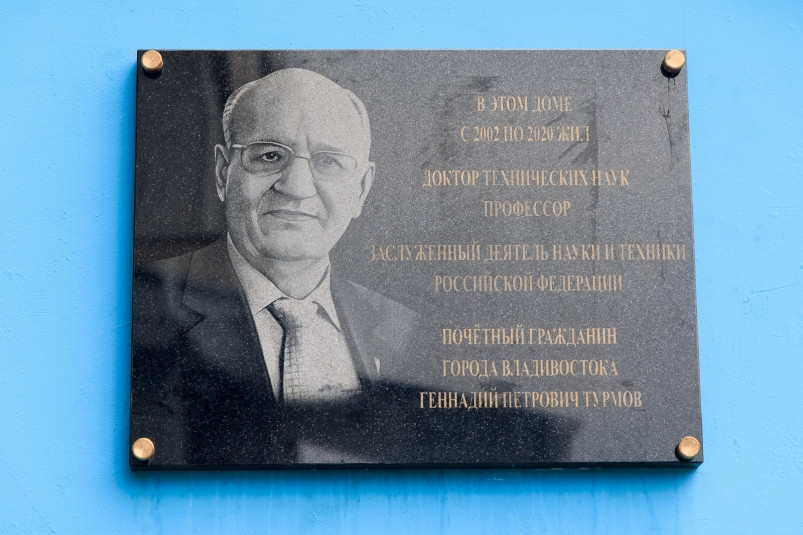 В ЭТОМ ДОМЕ
С 2002 ПО 2020 ЖИЛ
ДОКТОР ТЕХНИЧЕСКИХ НАУК
ПРОФЕССОР
ЗАСЛУЖЕННЫЙ ДЕЯТЕЛЬ НАУКИ И ТЕХНИКИ
РОССИЙСКОЙ ФЕДЕРАЦИИ
ПОЧЁТНЫЙ ГРАЖДАНИН
ГОРОДА ВЛАДИВОСТОКА
ГЕННАДИЙ ПЕТРОВИЧ ТУРМОВ